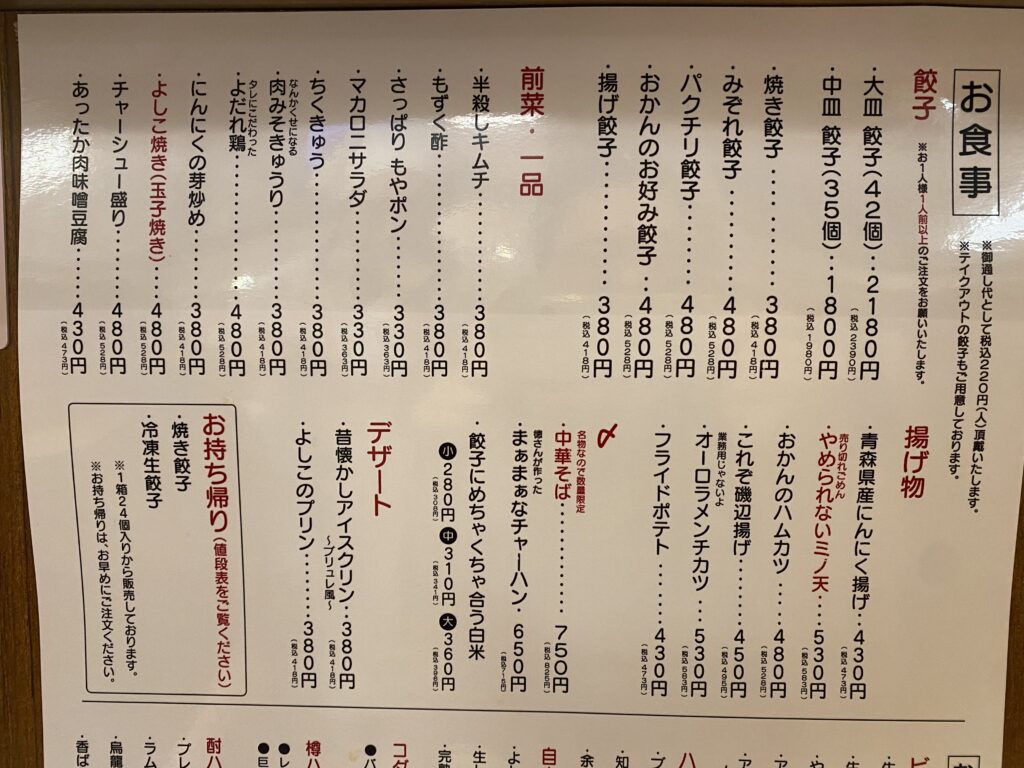 お食事
※御通し代として税込220円(人)頂戴いたします。
※テイクアウトの餃子もご用意しております。
餃子
※お1人様1人前以上のご注文をお願いいたします。
・大皿 餃子(42個)・2180円
(税込2390円)
・中皿 餃子(35個)・1800円
(税込1980円)
・焼き餃子・・・・・・・・・380円
(税込418円)
・みぞれ餃子・・・・・・・・480円
(税込528円)
・パクチリ餃子・・・・・・480円
(税込528円)
・おかんのお好み餃子・・480円
(税込528円)
・揚げ餃子・・・・・・・・・380円
(税込418円)
前菜・一品
・半殺しキムチ・・・・・・・380円
(税込418円)
・もずく酢・・・・・・・・・380円
(税込418円)
・さっぱり もやポン・・・・330円
(税込363円)
・マカロニサラダ・・・・・・330円
(税込363円)
・ちくきゅう・・・・・・・・380円
(税込418円)
なんかくせになる
・肉みそきゅうり・・・・・・380円
(税込418円)
タレにこだわった
・よだれ鶏・・・・・・・・・480円
(税込528円)
・にんにくの芽炒め・・・・・380円
(税込418円)
・よしこ焼き(玉子焼き)・・480円
(税込528円)
・チャーシュー盛り・・・・・480円
(税込528円)
・あったか肉味噌豆腐・・・・430円
(税込473円)
揚げ物
・青森県産にんにく揚げ・・430円
(税込473円)
売り切れごめん
・やめられないミノ天・・・530円
(税込583円)
・おかんのハムカツ・・・・480円
(税込528円)
・これぞ磯辺揚げ・・・・・450円
(税込495円)
業務用じゃないよ
・オーロラメンチカツ・・・530円
(税込583円)
・フライドポテト・・・・・430円
(税込473円)
〆
名物なので数量限定
・中華そば・・・・・・・・・750円
(税込825円)
徳さんが作った
・まぁまぁなチャーハン・650円
(税込715円)
・餃子にめちゃくちゃ合う白米
小280円 中310円 大360円
(税込308円) (税込341円) (税込396円)
デザート
・昔懐かしアイスクリン・・380円
〜ブリュレ風〜 (税込418円)
・よしこのプリン・・・・・380円
(税込418円)
お持ち帰り(値段表をご覧ください)
・焼き餃子
・冷凍生餃子
※1箱24個入りから販売しております。
※お持ち帰りは、お早めにご注文ください。